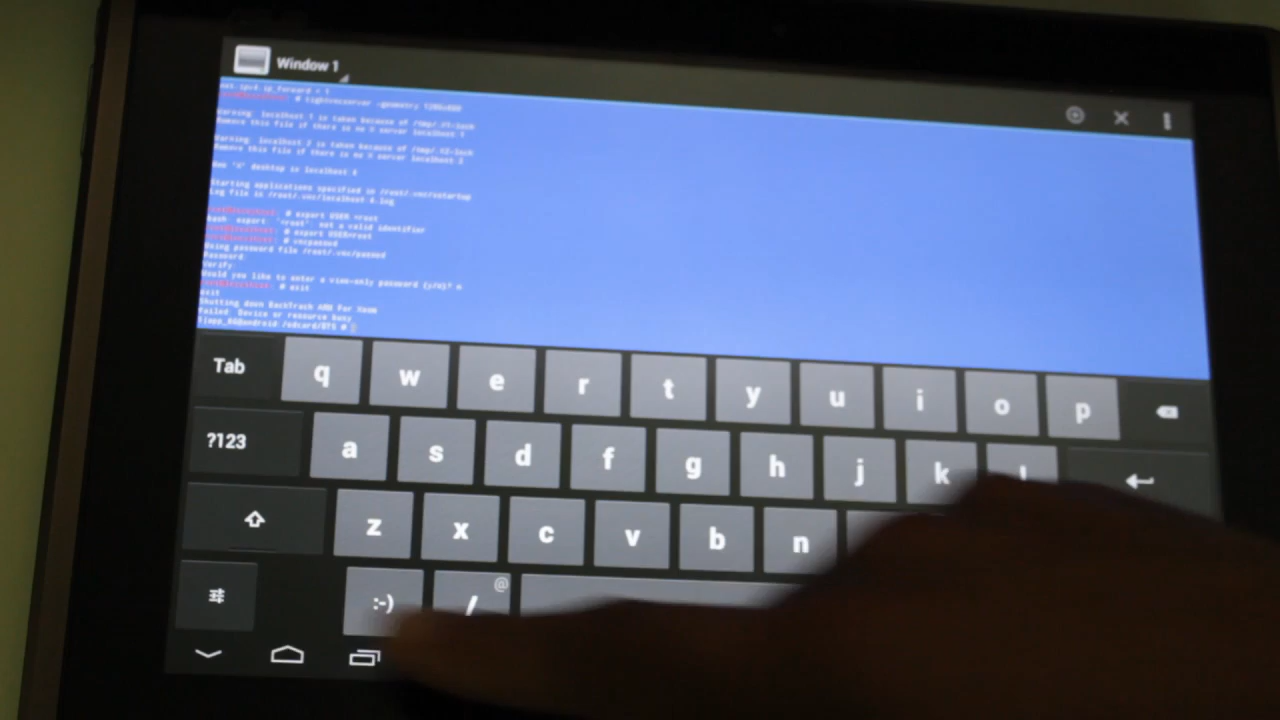 Window 1
net.ipv4.ip_forward = 1
# tightvncserver -geometry 1280x800
Warning: localhost 1 is taken because of /tmp/.X1-lock
Remove this file if there is no X server localhost 1
Warning: localhost 2 is taken because of /tmp/.X2-lock
Remove this file if there is no X server localhost 2
New "X" desktop is localhost
Starting applications specified in /root/.vnc/xstartup
Log file is /root/.vnc/localhost
# export USER =root
bash export: `=root': not a valid identifier
# export USER=root
# vncpasswd
Using password file /root/.vnc/passwd
Password:
Verify:
Would you like to enter a view-only password (y/n)? n
# exit
exit
Shutting down BackTrack ARM For
failed Device or resource busy
android /sdcard/BT5 #
Tab q w e r t y u i o p
?123 a s d f g h j k l
z x c v b n
:-) / @